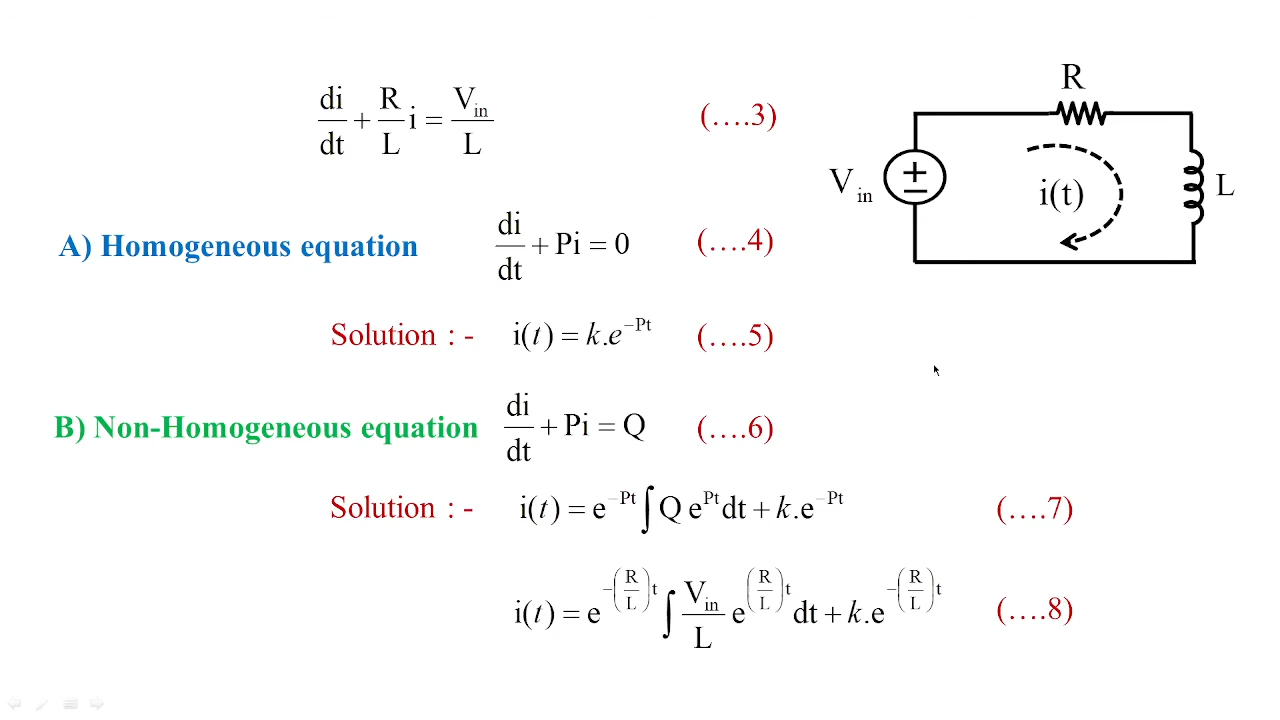 di/dt + R/L i = V_in/L (….3)
R
V_in
+
−
i(t)
L
A) Homogeneous equation di/dt + Pi = 0 (….4)
Solution : - i(t) = k.e^{−Pt} (….5)
B) Non-Homogeneous equation di/dt + Pi = Q (….6)
Solution : - i(t) = e^{−Pt} ∫ Q e^{Pt} dt + k.e^{−Pt} (….7)
i(t) = e^{−(R/L)t} ∫ V_in/L e^{(R/L)t} dt + k.e^{−(R/L)t} (….8)